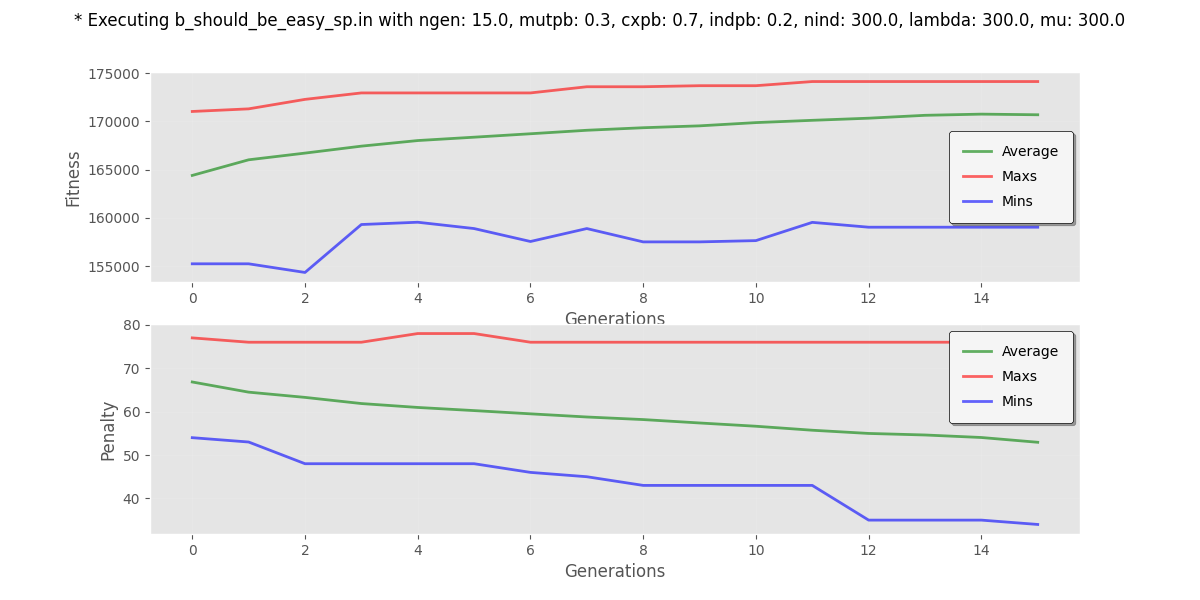 * Executing b_should_be_easy_sp.in with ngen: 15.0, mutpb: 0.3, cxpb: 0.7, indpb: 0.2, nind: 300.0, lambda: 300.0, mu: 300.0
175000
170000
165000
160000
155000
Fitness
Average
Maxs
Mins
0 2 4 6 8 10 12 14
Generations
80
70
60
50
40
Penalty
Average
Maxs
Mins
0 2 4 6 8 10 12 14
Generations